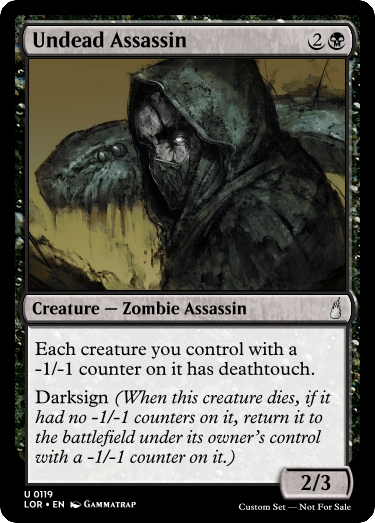 Undead Assassin 2
Creature — Zombie Assassin
Each creature you control with a
-1/-1 counter on it has deathtouch.
Darksign (When this creature dies, if it
had no -1/-1 counters on it, return it to
the battlefield under its owner's control
with a -1/-1 counter on it.)
2/3
U 0119
LOR • EN GAMMATRAP
Custom Set — Not For Sale